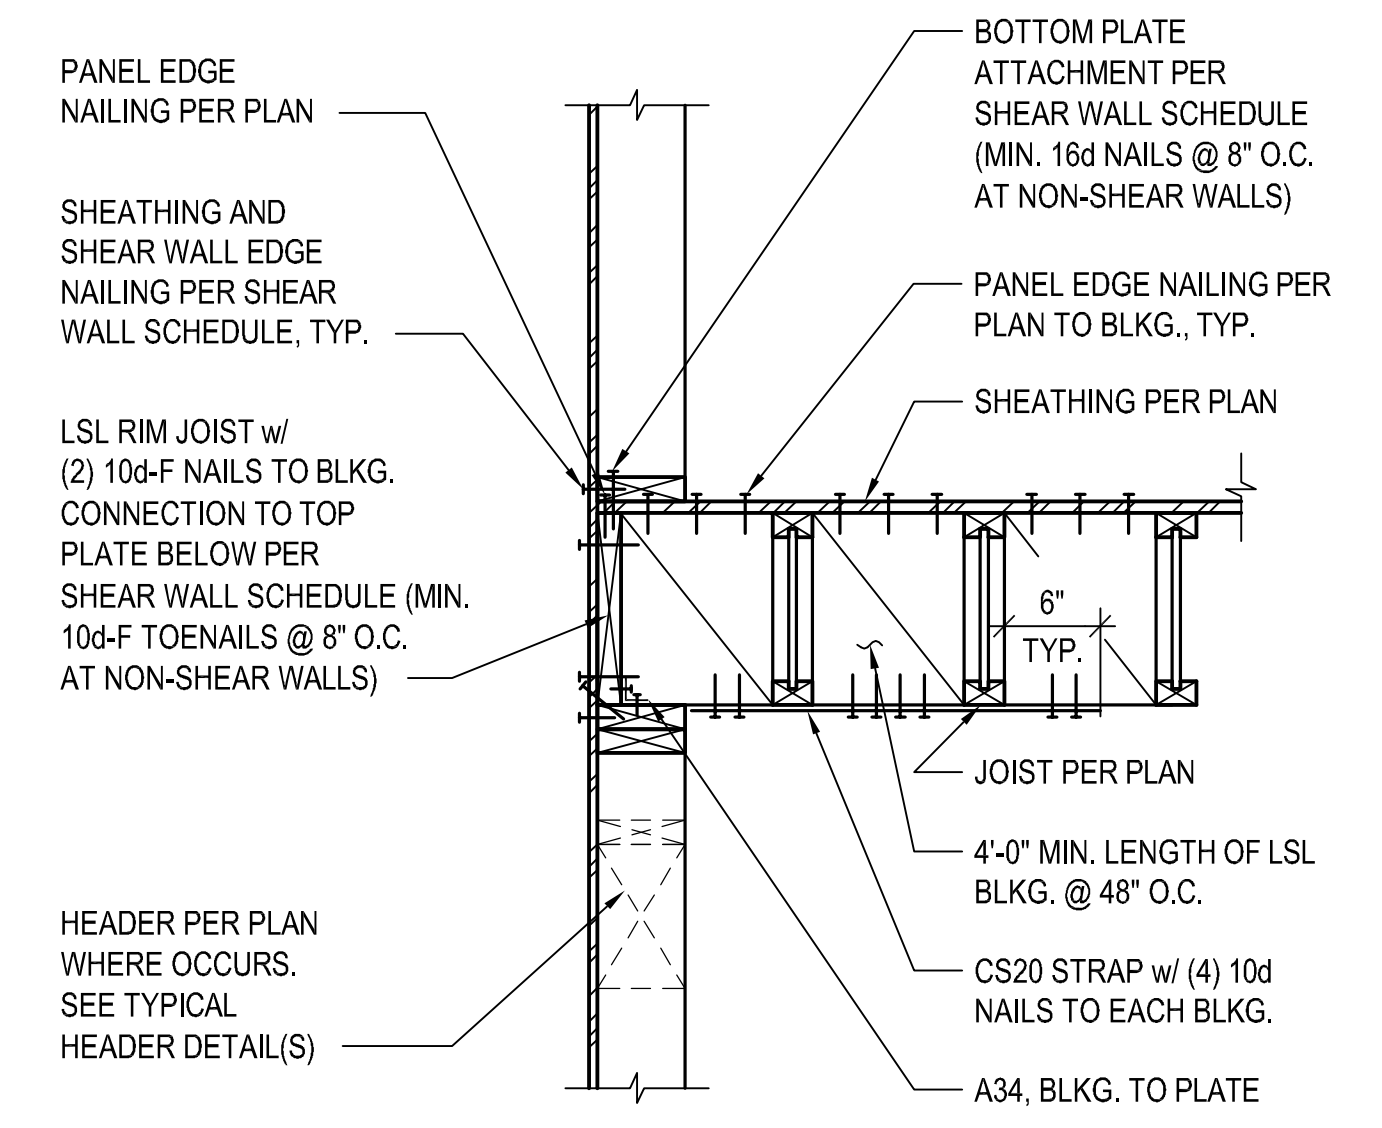 PANEL EDGE
NAILING PER PLAN
SHEATHING AND
SHEAR WALL EDGE
NAILING PER SHEAR
WALL SCHEDULE, TYP.
LSL RIM JOIST w/
(2) 10d-F NAILS TO BLKG.
CONNECTION TO TOP
PLATE BELOW PER
SHEAR WALL SCHEDULE (MIN.
10d-F TOENAILS @ 8" O.C.
AT NON-SHEAR WALLS)
HEADER PER PLAN
WHERE OCCURS.
SEE TYPICAL
HEADER DETAIL(S)
BOTTOM PLATE
ATTACHMENT PER
SHEAR WALL SCHEDULE
(MIN. 16d NAILS @ 8" O.C.
AT NON-SHEAR WALLS)
PANEL EDGE NAILING PER
PLAN TO BLKG., TYP.
SHEATHING PER PLAN
6"
TYP.
JOIST PER PLAN
4'-0" MIN. LENGTH OF LSL
BLKG. @ 48" O.C.
CS20 STRAP w/ (4) 10d
NAILS TO EACH BLKG.
A34, BLKG. TO PLATE